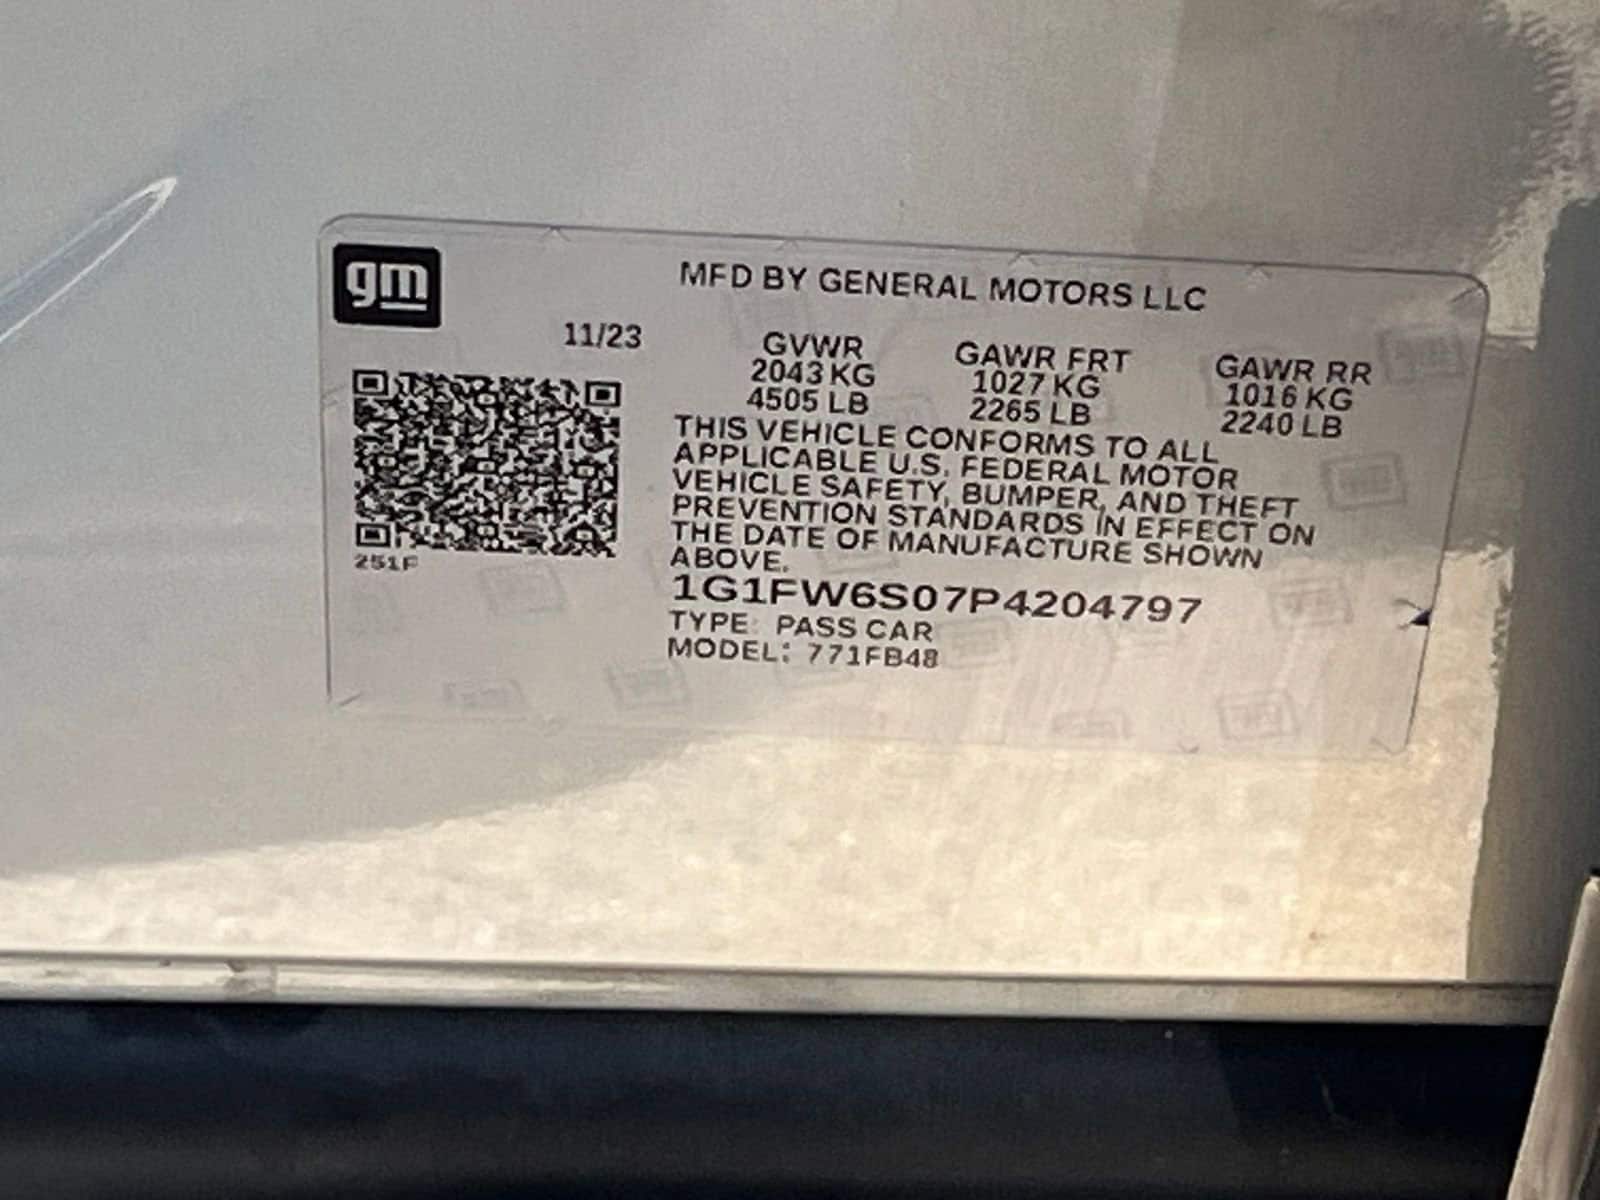 gm
MFD BY GENERAL MOTORS LLC
11/23
GVWR GAWR FRT GAWR RR
2043 KG 1027 KG 1016 KG
4505 LB 2265 LB 2240 LB
THIS VEHICLE CONFORMS TO ALL
APPLICABLE U.S. FEDERAL MOTOR
VEHICLE SAFETY, BUMPER, AND THEFT
PREVENTION STANDARDS IN EFFECT ON
THE DATE OF MANUFACTURE SHOWN
ABOVE.
251F
1G1FW6S07P4204797
TYPE: PASS CAR
MODEL: 771FB48